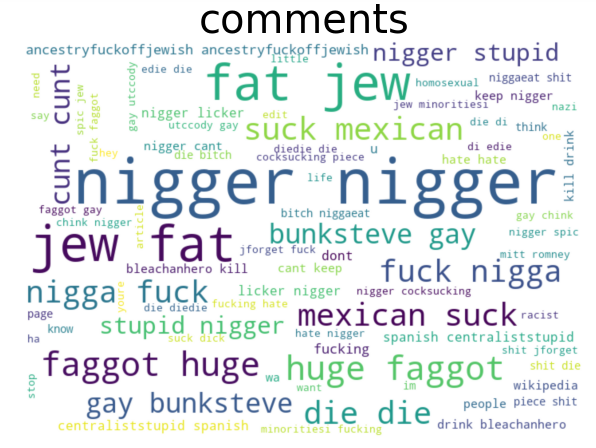 comments
ancestryfuckoffjewish ancestryfuckoffjewish
nigger stupid
little
edie die
fat jew
homosexual
niggaeat shit
need
cunt cunt
spic jew
gay utccody
keep nigger
jew minoritiesi
nazi
say
nigger licker
edit
utccody gay
suck mexican
die di
think
one
fuck faggot
hey
nigger cant
diedie die
u
di edie
kill drink
die bitch
cocksucking piece
hate hate
nigger nigger
life
faggot gay
bitch niggaeat
gay chink
chink nigger
article
jew fat
bunksteve gay
nigger spic
jforget fuck
dont
mitt romney
bleachanhero kill
cant keep
fuck nigga
nigga fuck
youre
licker nigger
nigger cocksucking
die diedie
fucking hate
page
mexican suck
racist
know
stupid nigger
hate nigger
spanish centraliststupid
ha
suck dick
fucking
shit jforget
faggot huge
wa
huge faggot
shit die
stop
want
im
wikipedia
gay bunksteve
die die
people
piece shit
centraliststupid spanish
minoritiesi fucking
drink bleachanhero